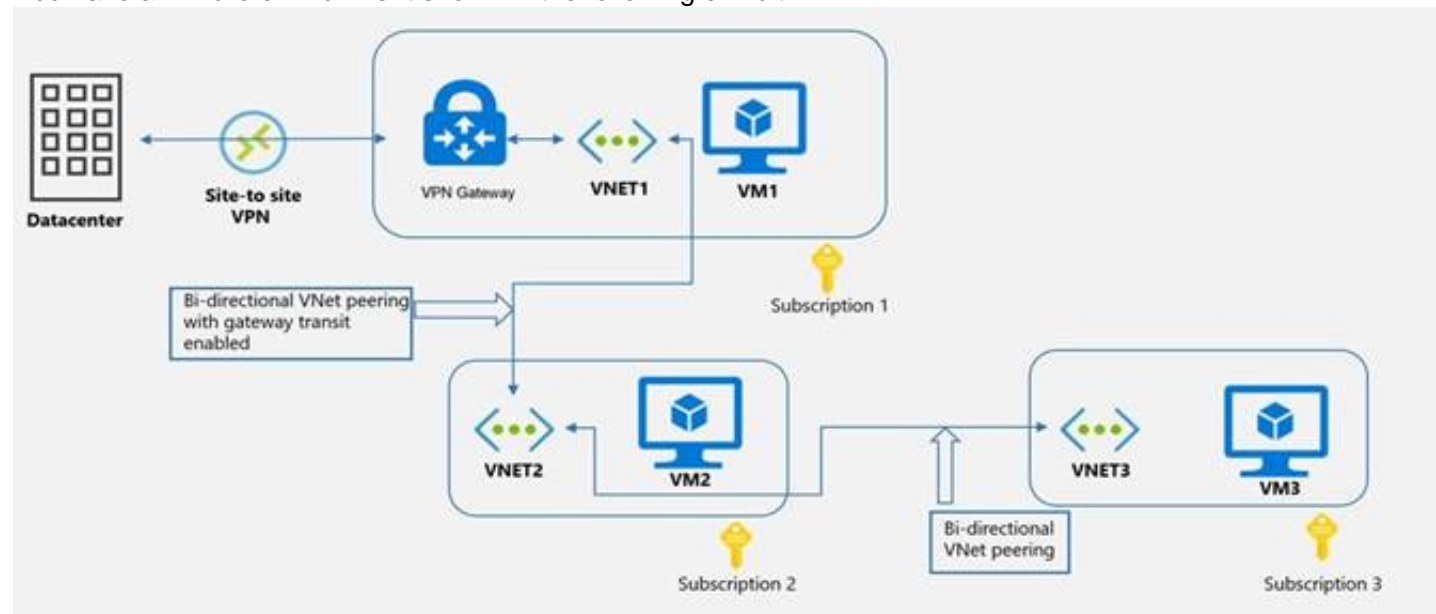 Datacenter
Site-to site
VPN
VPN Gateway
VNET1
VM1
Subscription 1
Bi-directional VNet peering
with gateway transit
enabled
VNET2
VM2
Subscription 2
Bi-directional
VNet peering
VNET3
VM3
Subscription 3